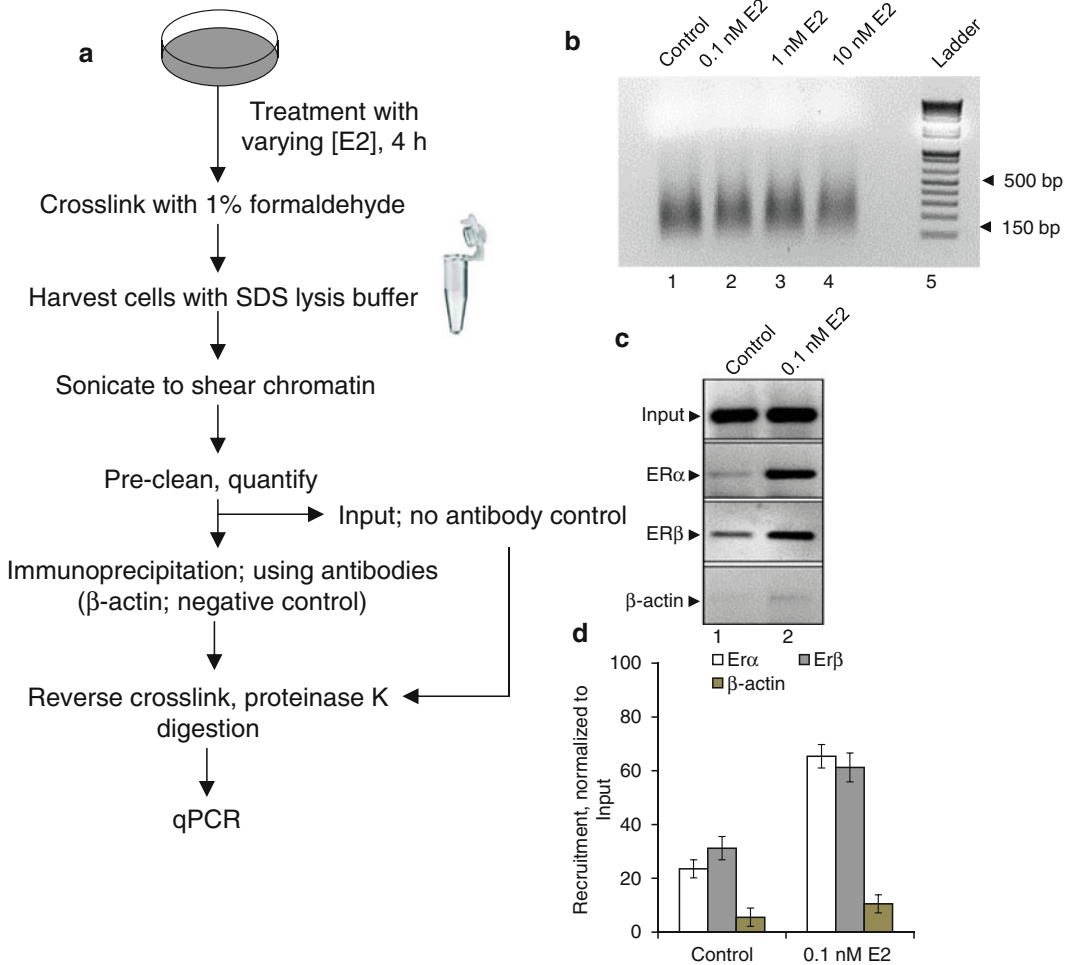 a
Treatment with
varying [E2], 4 h
Crosslink with 1% formaldehyde
Harvest cells with SDS lysis buffer
Sonicate to shear chromatin
Pre-clean, quantify
Input; no antibody control
Immunoprecipitation; using antibodies
(β-actin; negative control)
Reverse crosslink, proteinase K
digestion
qPCR
b
Control
0.1 nM E2
1 nM E2
10 nM E2
Ladder
500 bp
150 bp
1 2 3 4 5
c
Control
0.1 nM E2
Input
ERα
ERβ
β-actin
1 2
d
Erα Erβ
β-actin
Recruitment, normalized to
Input
100
80
60
40
20
0
Control 0.1 nM E2